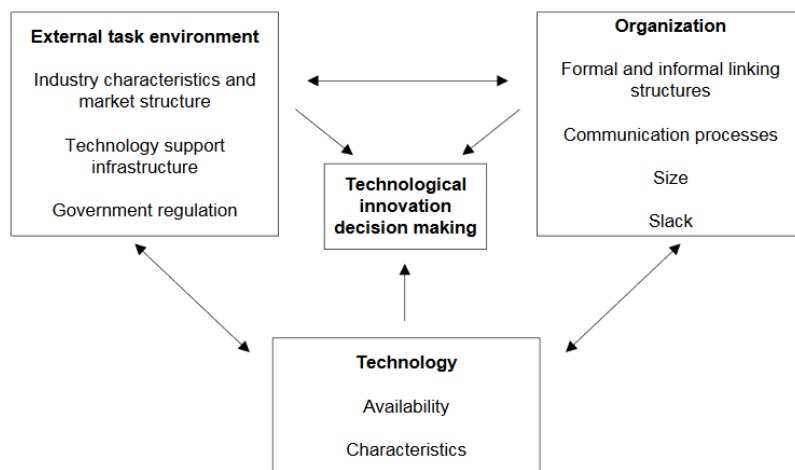 External task environment
Industry characteristics and
market structure
Technology support
infrastructure
Government regulation
Organization
Formal and informal linking
structures
Communication processes
Size
Slack
Technological
innovation
decision making
Technology
Availability
Characteristics